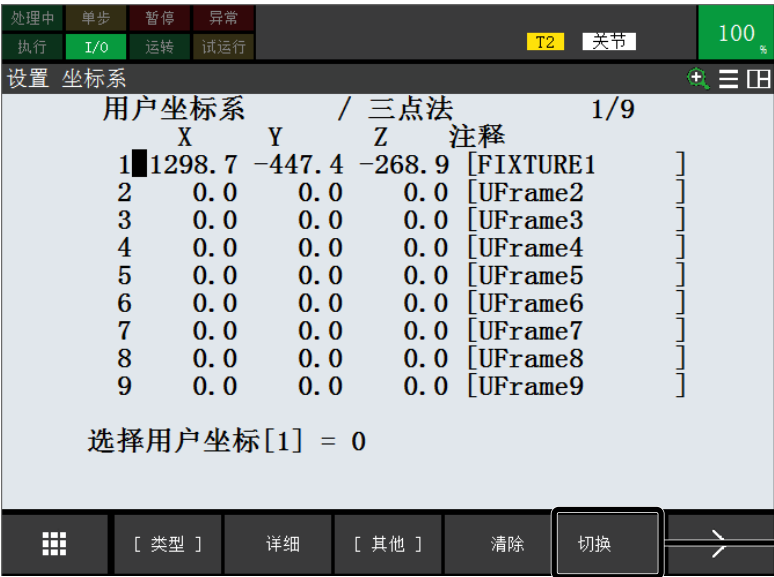 处理中 单步 暂停 异常
执行 I/O 运转 试运行
T2 关节 100%
设置 坐标系
用户坐标系 / 三点法 1/9
X Y Z 注释
1 1298.7 -447.4 -268.9 [FIXTURE1 ]
2 0.0 0.0 0.0 [UFrame2 ]
3 0.0 0.0 0.0 [UFrame3 ]
4 0.0 0.0 0.0 [UFrame4 ]
5 0.0 0.0 0.0 [UFrame5 ]
6 0.0 0.0 0.0 [UFrame6 ]
7 0.0 0.0 0.0 [UFrame7 ]
8 0.0 0.0 0.0 [UFrame8 ]
9 0.0 0.0 0.0 [UFrame9 ]
选择用户坐标[1] = 0
[ 类型 ] 详细 [ 其他 ] 清除 切换 >